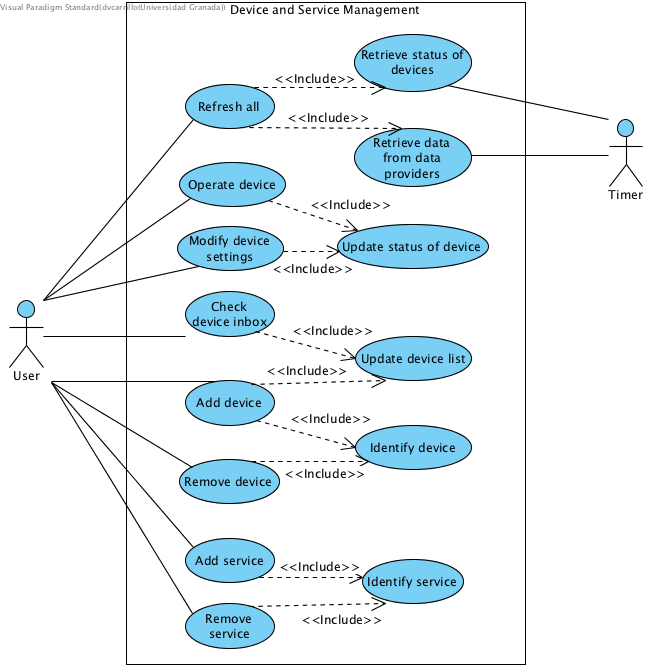 Visual Paradigm Standard(dvcarrillo(Universidad Granada))
Device and Service Management
Retrieve status of
devices
<<Include>>
Refresh all
<<Include>>
Retrieve data
from data
providers
Timer
Operate device
<<Include>>
Modify device
settings
Update status of device
<<Include>>
Check
device inbox
<<Include>>
User
Update device list
<<Include>>
Add device
<<Include>>
Identify device
Remove device
<<Include>>
Add service
<<Include>>
Identify service
Remove
service
<<Include>>